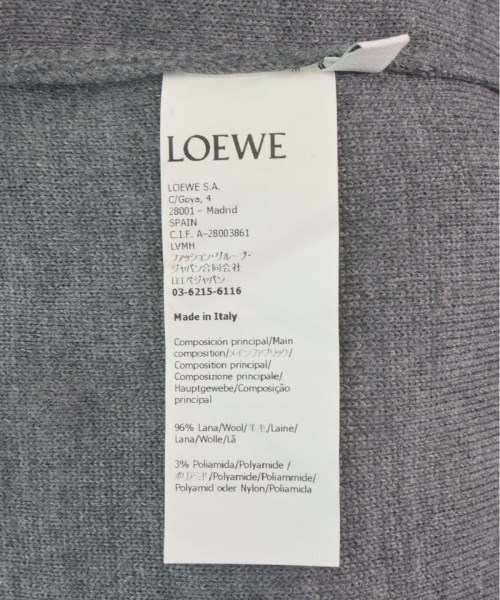 LOEWE
LOEWE S.A.
C/Goya, 4
28001 – Madrid
SPAIN
C.I.F. A-28003861
LVMH
ファッション・グループ・
ジャパン合同会社
ロエベジャパン
03-6215-6116
Made in Italy
Composición principal/Main
composition/メインファブリック/
Composition principal/
Composizione principale/
Hauptgewebe/Composição
principal
96% Lana/Wool/羊毛/Laine/
Lana/Wolle/Lã
3% Poliamida/Polyamide /
ポリアミド/Polyamide/Poliammide/
Polyamid oder Nylon/Poliamida